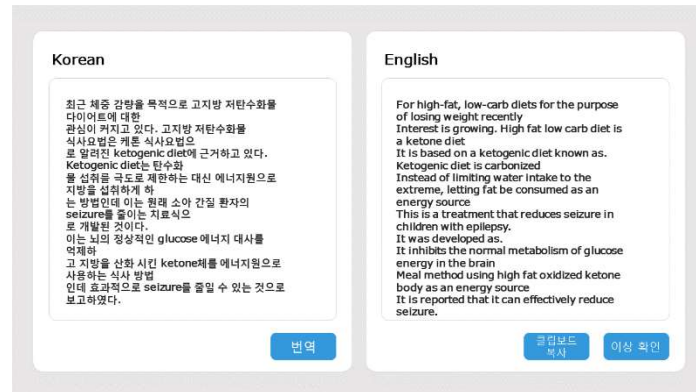 Korean
최근 체중 감량을 목적으로 고지방 저탄수화물
다이어트에 대한
관심이 커지고 있다. 고지방 저탄수화물
식사요법은 케톤 식사요법으
로 알려진 ketogenic diet에 근거하고 있다.
Ketogenic diet는 탄수화
물 섭취를 극도로 제한하는 대신 에너지원으로
지방을 섭취하게 하
는 방법인데 이는 원래 소아 간질 환자의
seizure를 줄이는 치료식으
로 개발된 것이다.
이는 뇌의 정상적인 glucose 에너지 대사를
억제하
고 지방을 산화 시킨 ketone체를 에너지원으로
사용하는 식사 방법
인데 효과적으로 seizure를 줄일 수 있는 것으로
보고하였다.
번역
English
For high-fat, low-carb diets for the purpose
of losing weight recently
Interest is growing. High fat low carb diet is
a ketone diet
It is based on a ketogenic diet known as.
Ketogenic diet is carbonized
Instead of limiting water intake to the
extreme, letting fat be consumed as an
energy source
This is a treatment that reduces seizure in
children with epilepsy.
It was developed as.
It inhibits the normal metabolism of glucose
energy in the brain
Meal method using high fat oxidized ketone
body as an energy source
It is reported that it can effectively reduce
seizure.
클립보드
복사
이상 확인